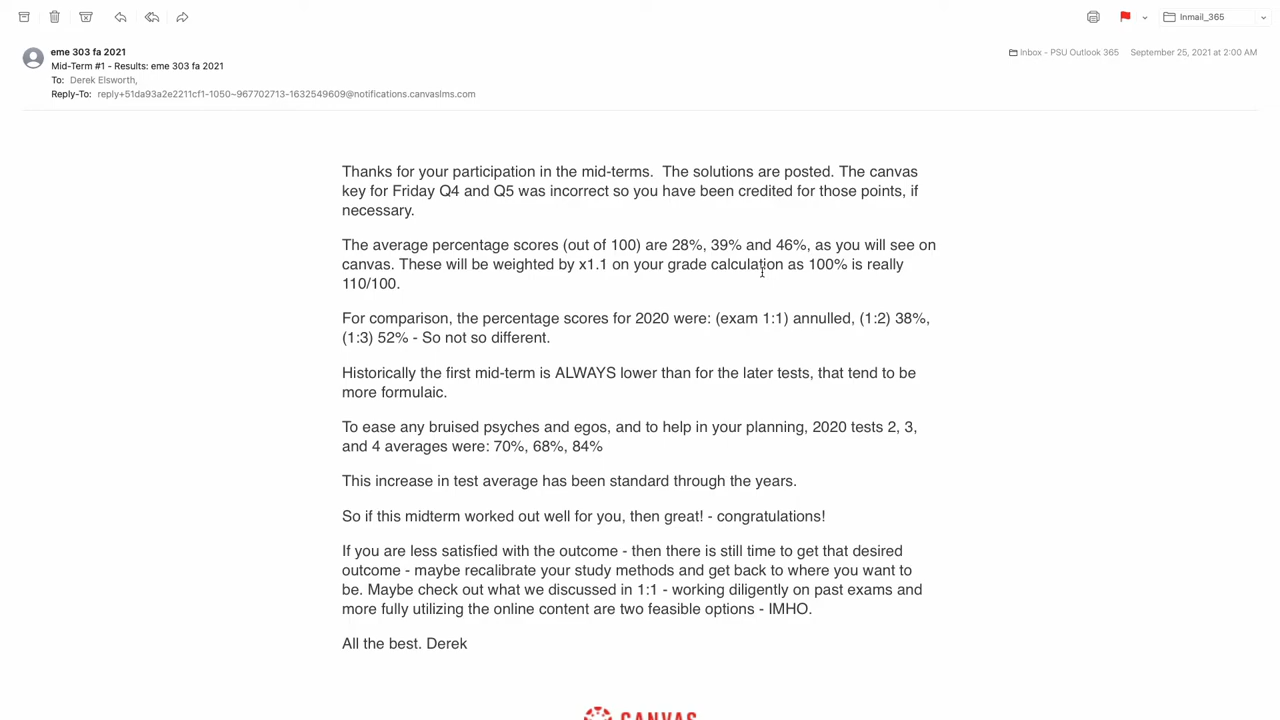 Inmail_365
eme 303 fa 2021
Inbox - PSU Outlook 365 September 25, 2021 at 2:00 AM
Mid-Term #1 - Results: eme 303 fa 2021
To: Derek Elsworth,
Reply-To: reply+51da93a2e2211cf1-1050~967702713-1632549609@notifications.canvaslms.com
Thanks for your participation in the mid-terms.  The solutions are posted. The canvas
key for Friday Q4 and Q5 was incorrect so you have been credited for those points, if
necessary.
The average percentage scores (out of 100) are 28%, 39% and 46%, as you will see on
canvas. These will be weighted by x1.1 on your grade calculation as 100% is really
110/100.
For comparison, the percentage scores for 2020 were: (exam 1:1) annulled, (1:2) 38%,
(1:3) 52% - So not so different.
Historically the first mid-term is ALWAYS lower than for the later tests, that tend to be
more formulaic.
To ease any bruised psyches and egos, and to help in your planning, 2020 tests 2, 3,
and 4 averages were: 70%, 68%, 84%
This increase in test average has been standard through the years.
So if this midterm worked out well for you, then great! - congratulations!
If you are less satisfied with the outcome - then there is still time to get that desired
outcome - maybe recalibrate your study methods and get back to where you want to
be. Maybe check out what we discussed in 1:1 - working diligently on past exams and
more fully utilizing the online content are two feasible options - IMHO.
All the best. Derek
CANVAS